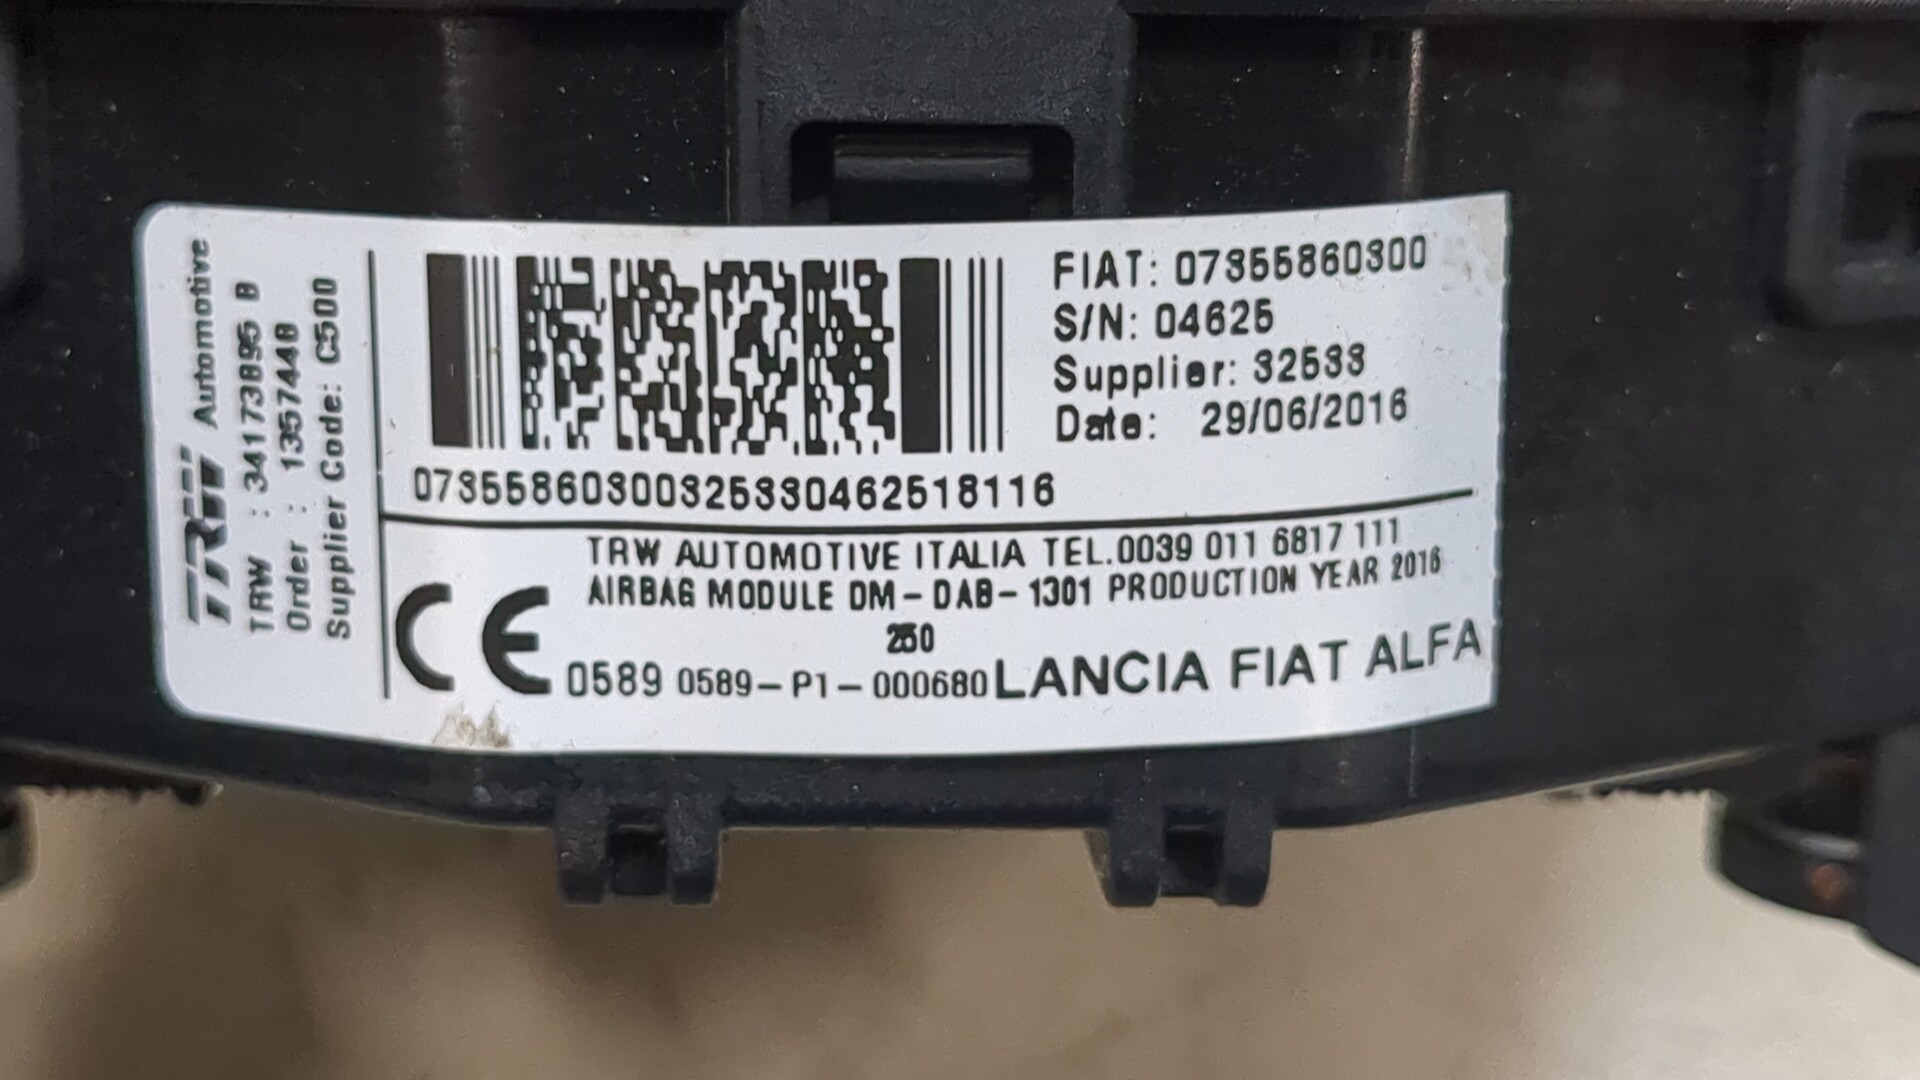 TRW Automotive
TRW : 34173895 B
Order : 1357444B
Supplier Code: C500
FIAT: 07355860300
S/N: 04625
Supplier: 32533
Date: 29/06/2016
07355860300325330462518116
TRW AUTOMOTIVE ITALIA TEL.0039 011 6817 111
AIRBAG MODULE DM-DAB-1301 PRODUCTION YEAR 2016
250
CE 0589 0589-P1-000680 LANCIA FIAT ALFA